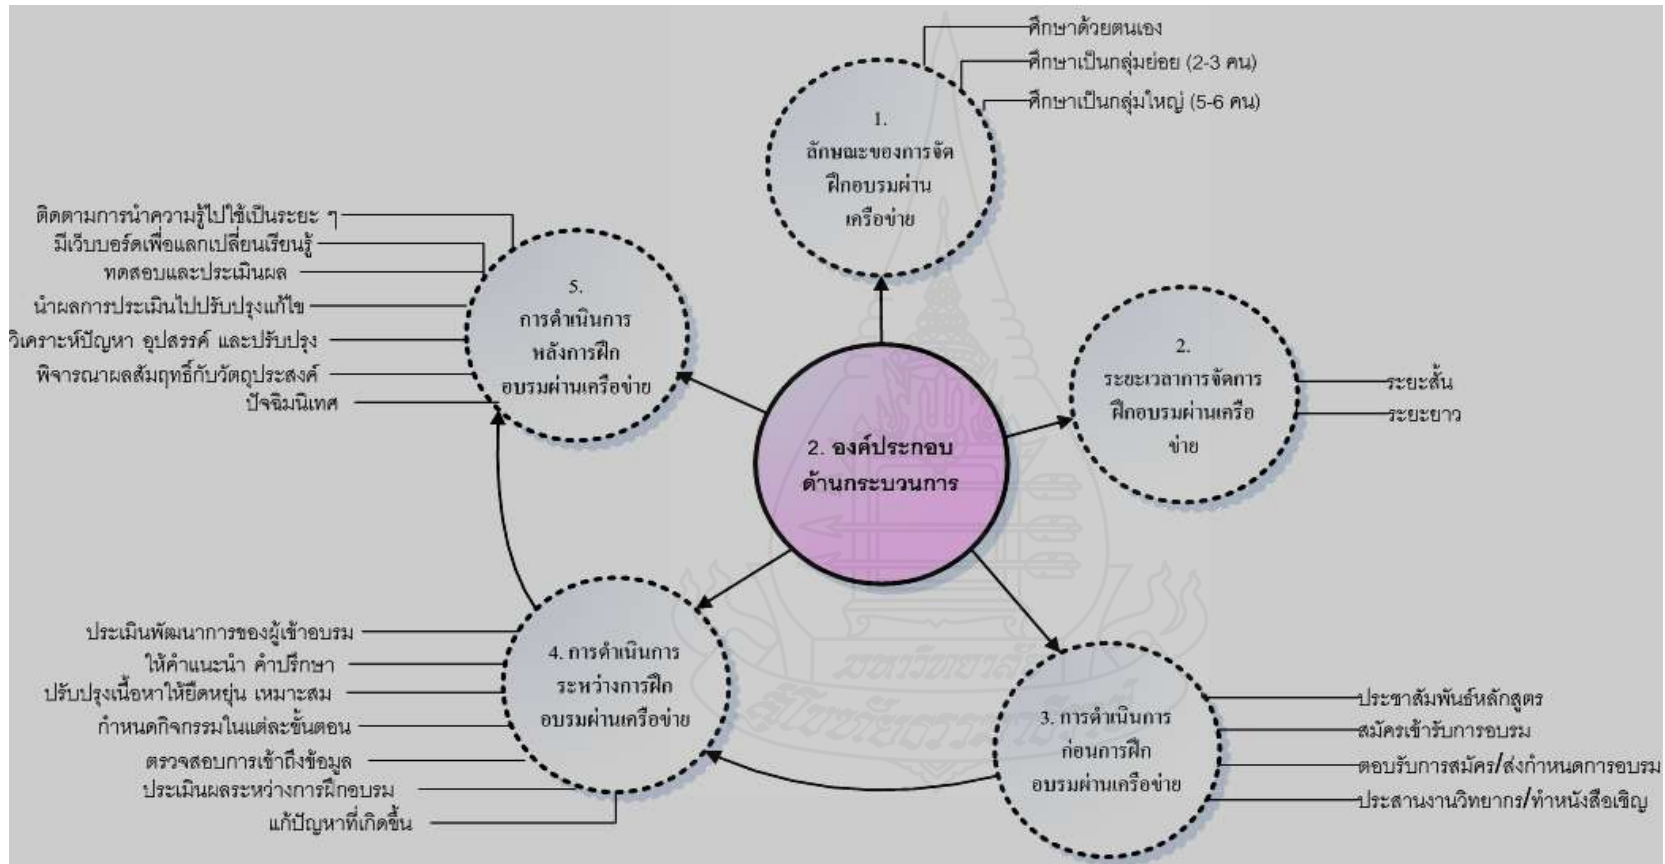 ศึกษาด้วยตนเอง
ศึกษาเป็นกลุ่มย่อย (2-3 คน)
ศึกษาเป็นกลุ่มใหญ่ (5-6 คน)
1.
ลักษณะของการจัด
ฝึกอบรมผ่าน
เครือข่าย
2.
ระยะเวลาการจัดการ
ฝึกอบรมผ่านเครือ
ข่าย
ระยะสั้น
ระยะยาว
2. องค์ประกอบ
ด้านกระบวนการ
3. การดำเนินการ
ก่อนการฝึก
อบรมผ่านเครือข่าย
ประชาสัมพันธ์หลักสูตร
สมัครเข้ารับการอบรม
ตอบรับการสมัคร/ส่งกำหนดการอบรม
ประสานงานวิทยากร/ทำหนังสือเชิญ
4. การดำเนินการ
ระหว่างการฝึก
อบรมผ่านเครือข่าย
ประเมินพัฒนาการของผู้เข้าอบรม
ให้คำแนะนำ คำปรึกษา
ปรับปรุงเนื้อหาให้ยืดหยุ่น เหมาะสม
กำหนดกิจกรรมในแต่ละขั้นตอน
ตรวจสอบการเข้าถึงข้อมูล
ประเมินผลระหว่างการฝึกอบรม
แก้ปัญหาที่เกิดขึ้น
5.
การดำเนินการ
หลังการฝึก
อบรมผ่านเครือข่าย
ติดตามการนำความรู้ไปใช้เป็นระยะ ๆ
มีเว็บบอร์ดเพื่อแลกเปลี่ยนเรียนรู้
ทดสอบและประเมินผล
นำผลการประเมินไปปรับปรุงแก้ไข
วิเคราะห์ปัญหา อุปสรรค์ และปรับปรุง
พิจารณาผลสัมฤทธิ์กับวัตถุประสงค์
ปัจฉิมนิเทศ
มหาวิทยาลัย
สุโขทัยธรรมาธิราช